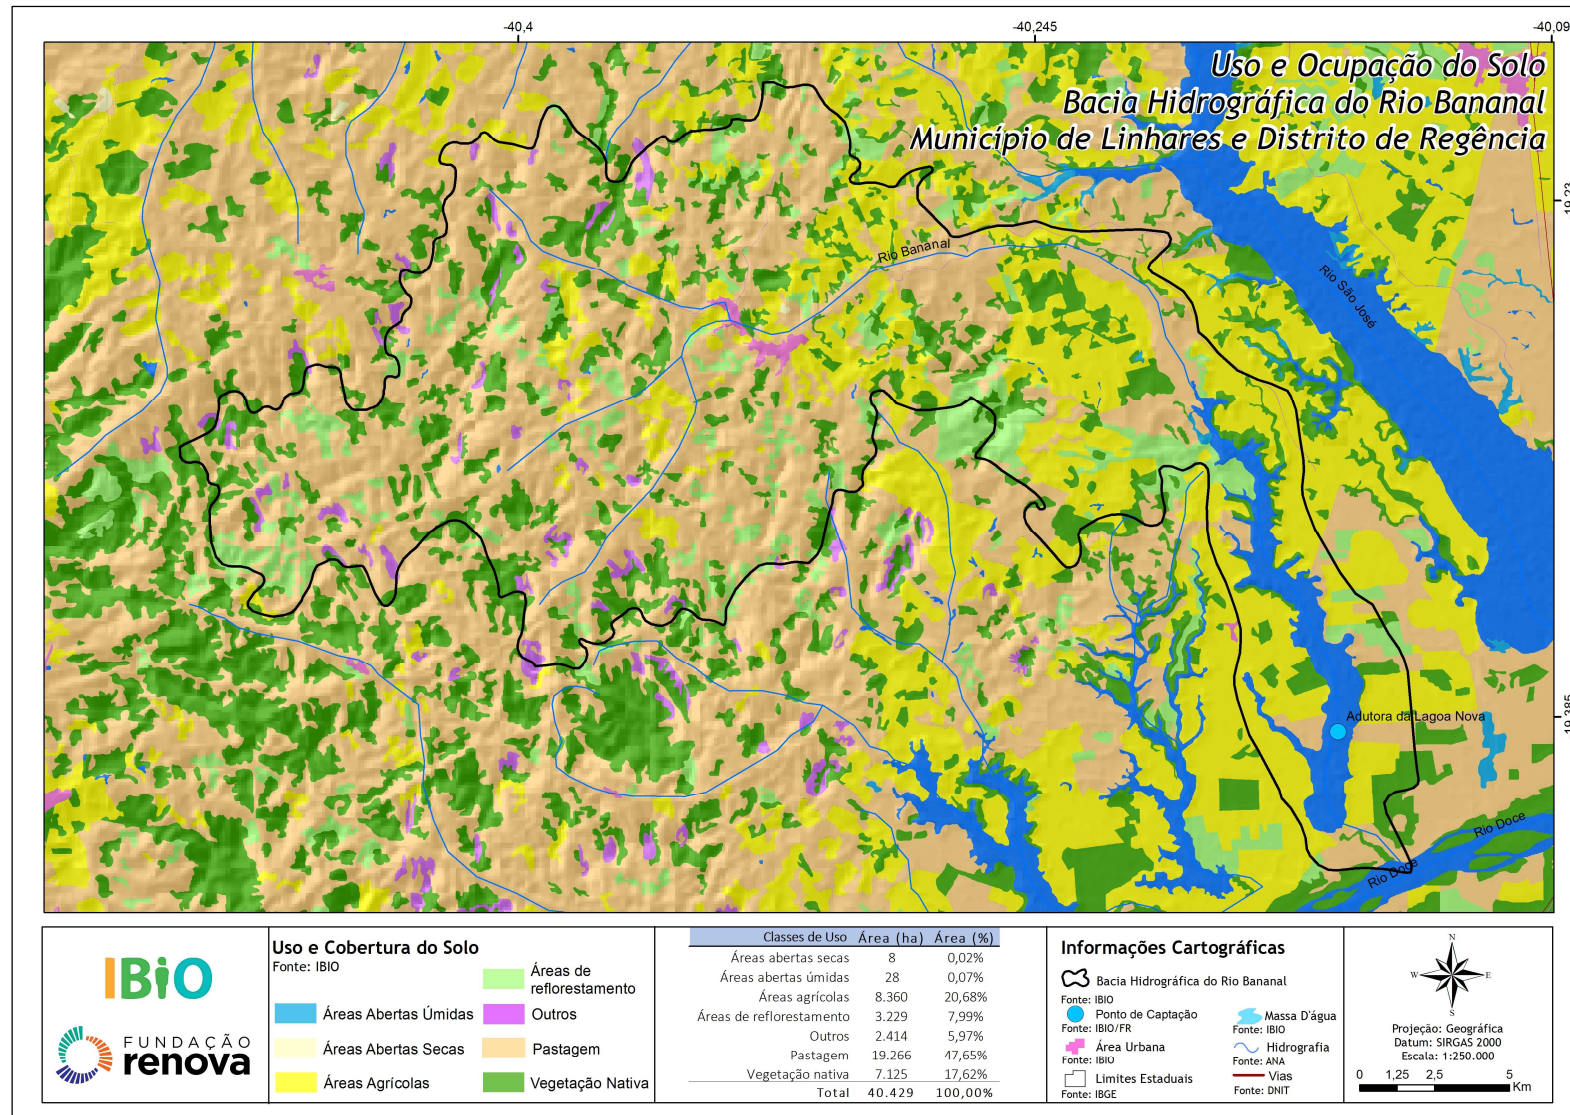 -40,4
-40,245
-40,09
Uso e Ocupação do Solo
Bacia Hidrográfica do Rio Bananal
Município de Linhares e Distrito de Regência
Rio Bananal
Rio São José
Adutora da Lagoa Nova
Rio Doce
Rio Doce
IBiO
FUNDAÇÃO
renova
Uso e Cobertura do Solo
Fonte: IBIO
Áreas Abertas Úmidas
Áreas Abertas Secas
Áreas Agrícolas
Áreas de
reflorestamento
Outros
Pastagem
Vegetação Nativa
Classes de Uso Área (ha) Área (%)
Áreas abertas secas 8 0,02%
Áreas abertas úmidas 28 0,07%
Áreas agrícolas 8.360 20,68%
Áreas de reflorestamento 3.229 7,99%
Outros 2.414 5,97%
Pastagem 19.266 47,65%
Vegetação nativa 7.125 17,62%
Total 40.429 100,00%
Informações Cartográficas
Bacia Hidrográfica do Rio Bananal
Fonte: IBIO
Ponto de Captação
Fonte: IBIO/FR
Área Urbana
Fonte: IBIO
Limites Estaduais
Fonte: IBGE
Massa D'água
Fonte: IBIO
Hidrografia
Fonte: ANA
Vias
Fonte: DNIT
N
W E
S
Projeção: Geográfica
Datum: SIRGAS 2000
Escala: 1:250.000
0 1,25 2,5 5
Km